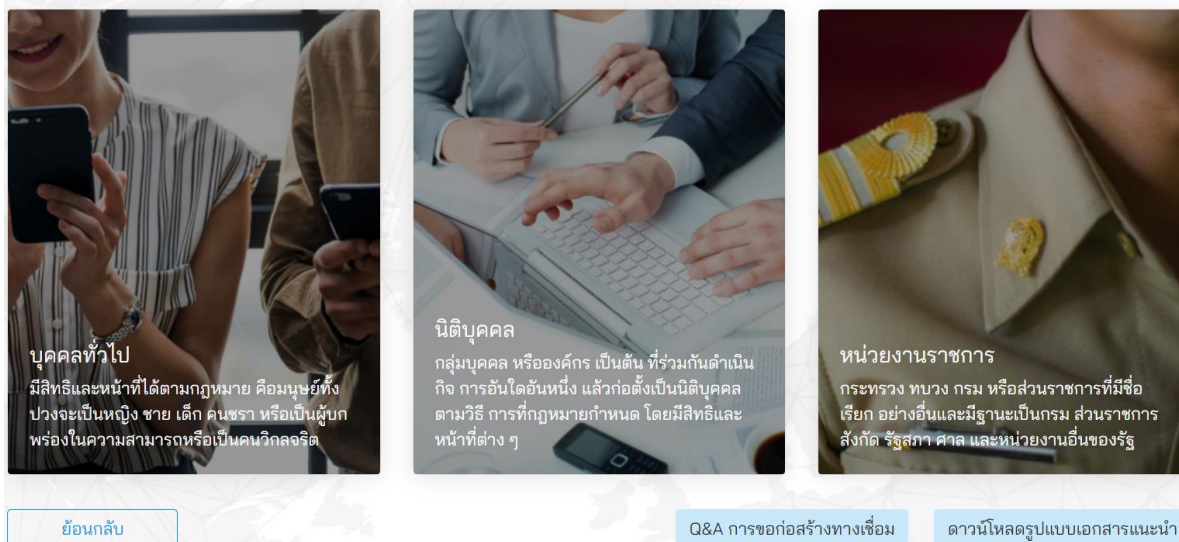 บุคคลทั่วไป
มีสิทธิและหน้าที่ได้ตามกฎหมาย คือมนุษย์ทั้ง
ปวงจะเป็นหญิง ชาย เด็ก คนชรา หรือเป็นผู้บก
พร่องในความสามารถหรือเป็นคนวิกลจริต
นิติบุคคล
กลุ่มบุคคล หรือองค์กร เป็นต้น ที่ร่วมกันดำเนิน
กิจ การอันใดอันหนึ่ง แล้วก่อตั้งเป็นนิติบุคคล
ตามวิธี การที่กฎหมายกำหนด โดยมีสิทธิและ
หน้าที่ต่าง ๆ
หน่วยงานราชการ
กระทรวง ทบวง กรม หรือส่วนราชการที่มีชื่อ
เรียก อย่างอื่นและมีฐานะเป็นกรม ส่วนราชการ
สังกัด รัฐสภา ศาล และหน่วยงานอื่นของรัฐ
ย้อนกลับ
Q&A การขอก่อสร้างทางเชื่อม
ดาวน์โหลดรูปแบบเอกสารแนะนำ